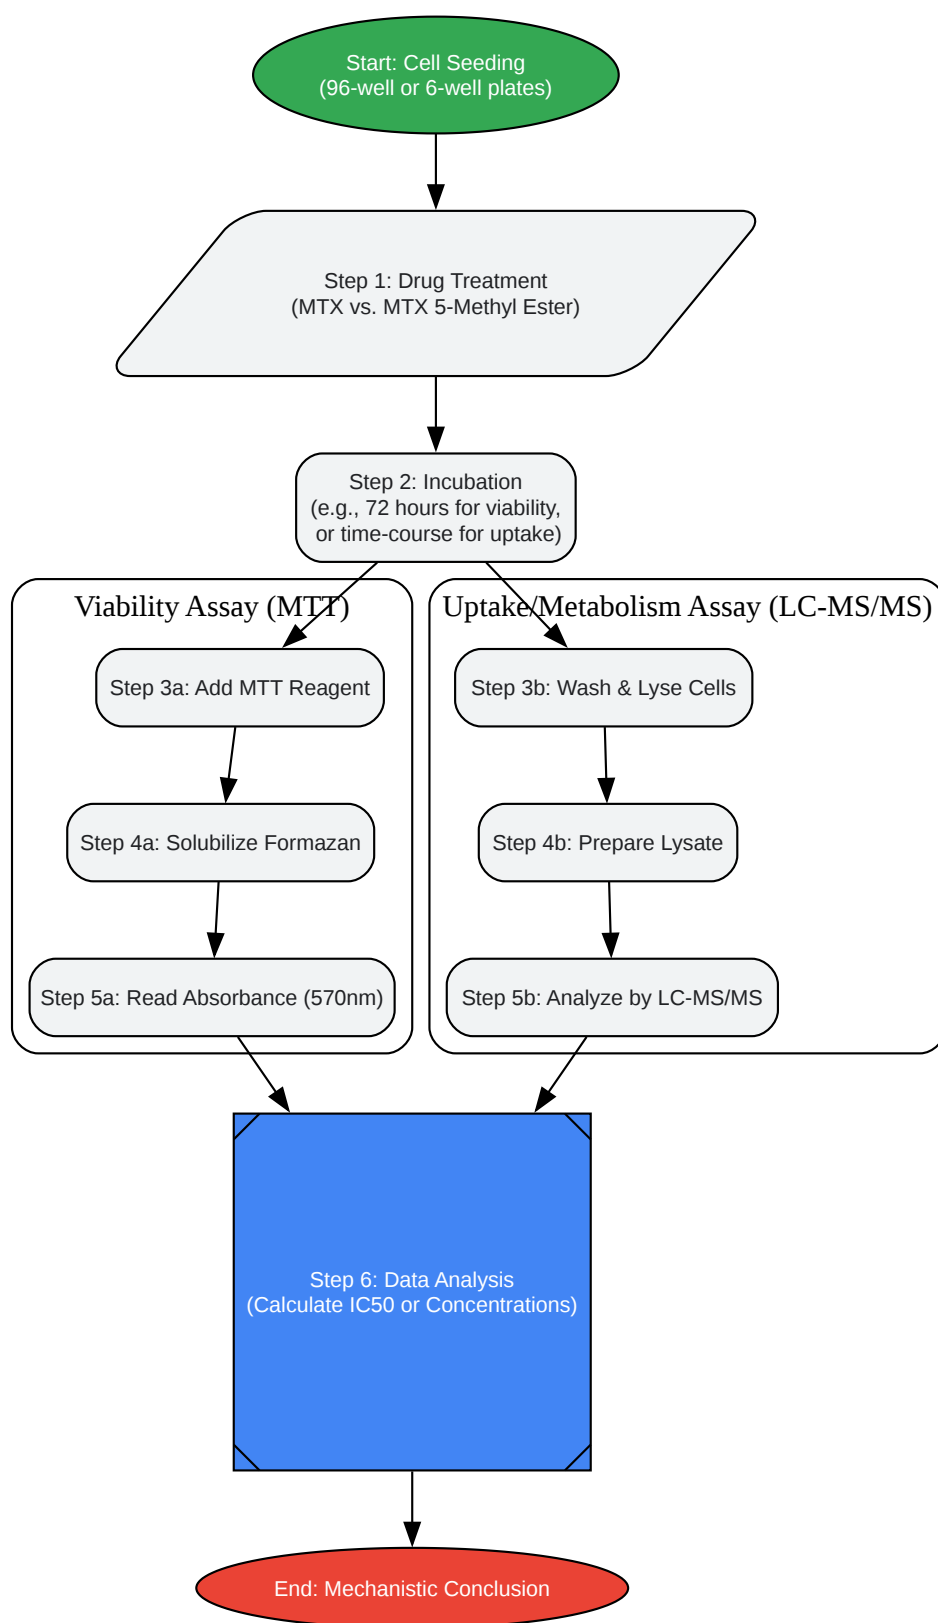 Start: Cell Seeding
(96-well or 6-well plates)
Step 1: Drug Treatment
(MTX vs. MTX 5-Methyl Ester)
Step 2: Incubation
(e.g., 72 hours for viability,
or time-course for uptake)
Viability Assay (MTT)
Step 3a: Add MTT Reagent
Step 4a: Solubilize Formazan
Step 5a: Read Absorbance (570nm)
Uptake/Metabolism Assay (LC-MS/MS)
Step 3b: Wash & Lyse Cells
Step 4b: Prepare Lysate
Step 5b: Analyze by LC-MS/MS
Step 6: Data Analysis
(Calculate IC50 or Concentrations)
End: Mechanistic Conclusion